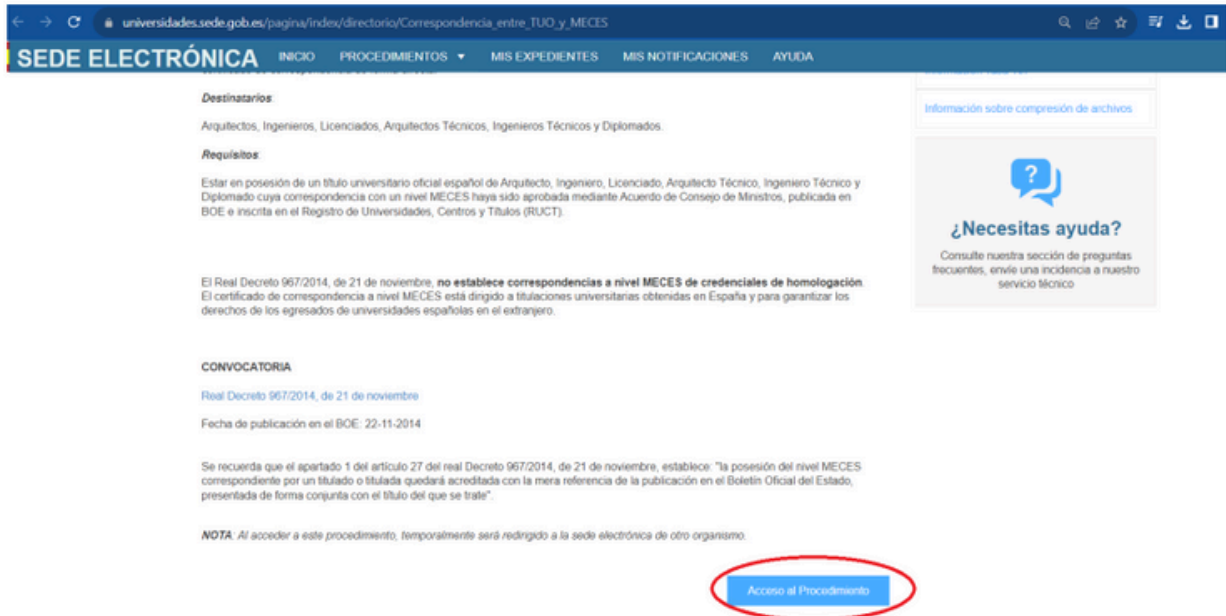 universidades.sede.gob.es/pagina/index/directorio/Correspondencia_entre_TUO_y_MECES
SEDE ELECTRÓNICA INICIO PROCEDIMIENTOS MIS EXPEDIENTES MIS NOTIFICACIONES AYUDA
Destinatarios:
Arquitectos, Ingenieros, Licenciados, Arquitectos Técnicos, Ingenieros Técnicos y Diplomados.
Requisitos:
Estar en posesión de un título universitario oficial español de Arquitecto, Ingeniero, Licenciado, Arquitecto Técnico, Ingeniero Técnico y
Diplomado cuya correspondencia con un nivel MECES haya sido aprobada mediante Acuerdo de Consejo de Ministros, publicada en
BOE e inscrita en el Registro de Universidades, Centros y Títulos (RUCT).
El Real Decreto 967/2014, de 21 de noviembre, no establece correspondencias a nivel MECES de credenciales de homologación.
El certificado de correspondencia a nivel MECES está dirigido a titulaciones universitarias obtenidas en España y para garantizar los
derechos de los egresados de universidades españolas en el extranjero.
CONVOCATORIA
Real Decreto 967/2014, de 21 de noviembre
Fecha de publicación en el BOE: 22-11-2014
Se recuerda que el apartado 1 del artículo 27 del real Decreto 967/2014, de 21 de noviembre, establece: "la posesión del nivel MECES
correspondiente por un titulado o titulada quedará acreditada con la mera referencia de la publicación en el Boletín Oficial del Estado,
presentada de forma conjunta con el título del que se trate".
NOTA: Al acceder a este procedimiento, temporalmente será redirigido a la sede electrónica de otro organismo.
Acceso al Procedimiento
Información sobre compresión de archivos
¿Necesitas ayuda?
Consulte nuestra sección de preguntas
frecuentes, envíe una incidencia a nuestro
servicio técnico